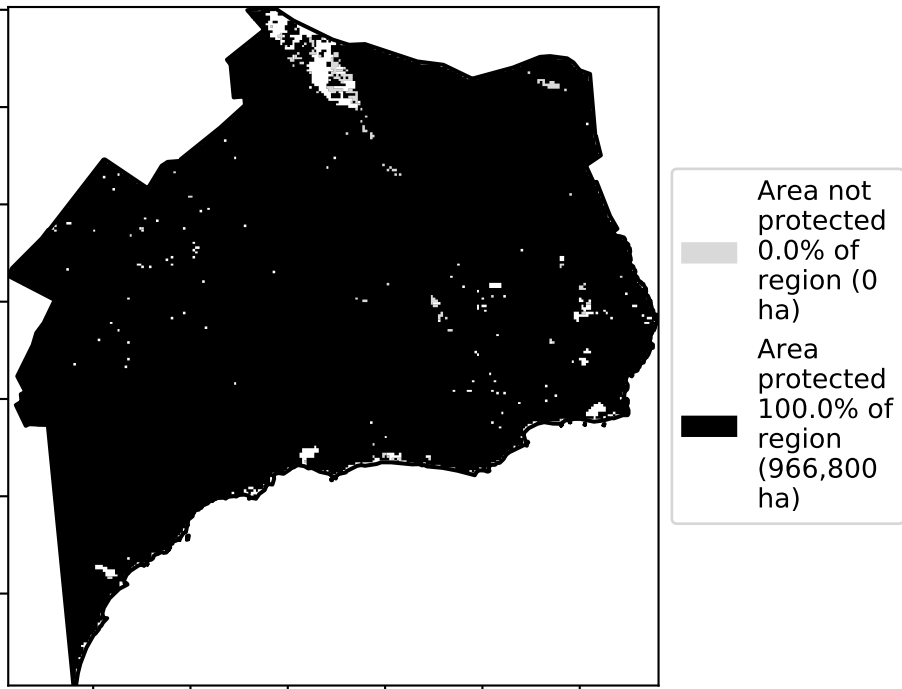 Area not
protected
0.0% of
region (0
ha)
Area
protected
100.0% of
region
(966,800
ha)